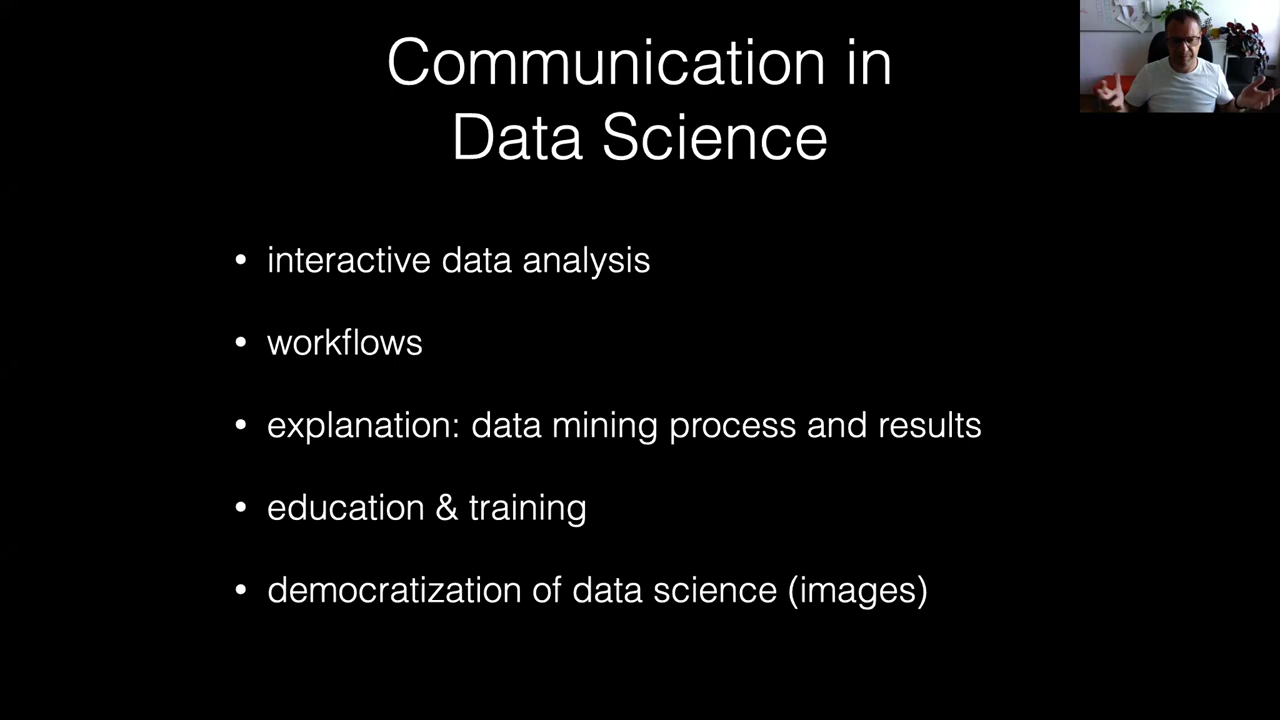 Communication in
Data Science
• interactive data analysis
• workflows
• explanation: data mining process and results
• education & training
• democratization of data science (images)